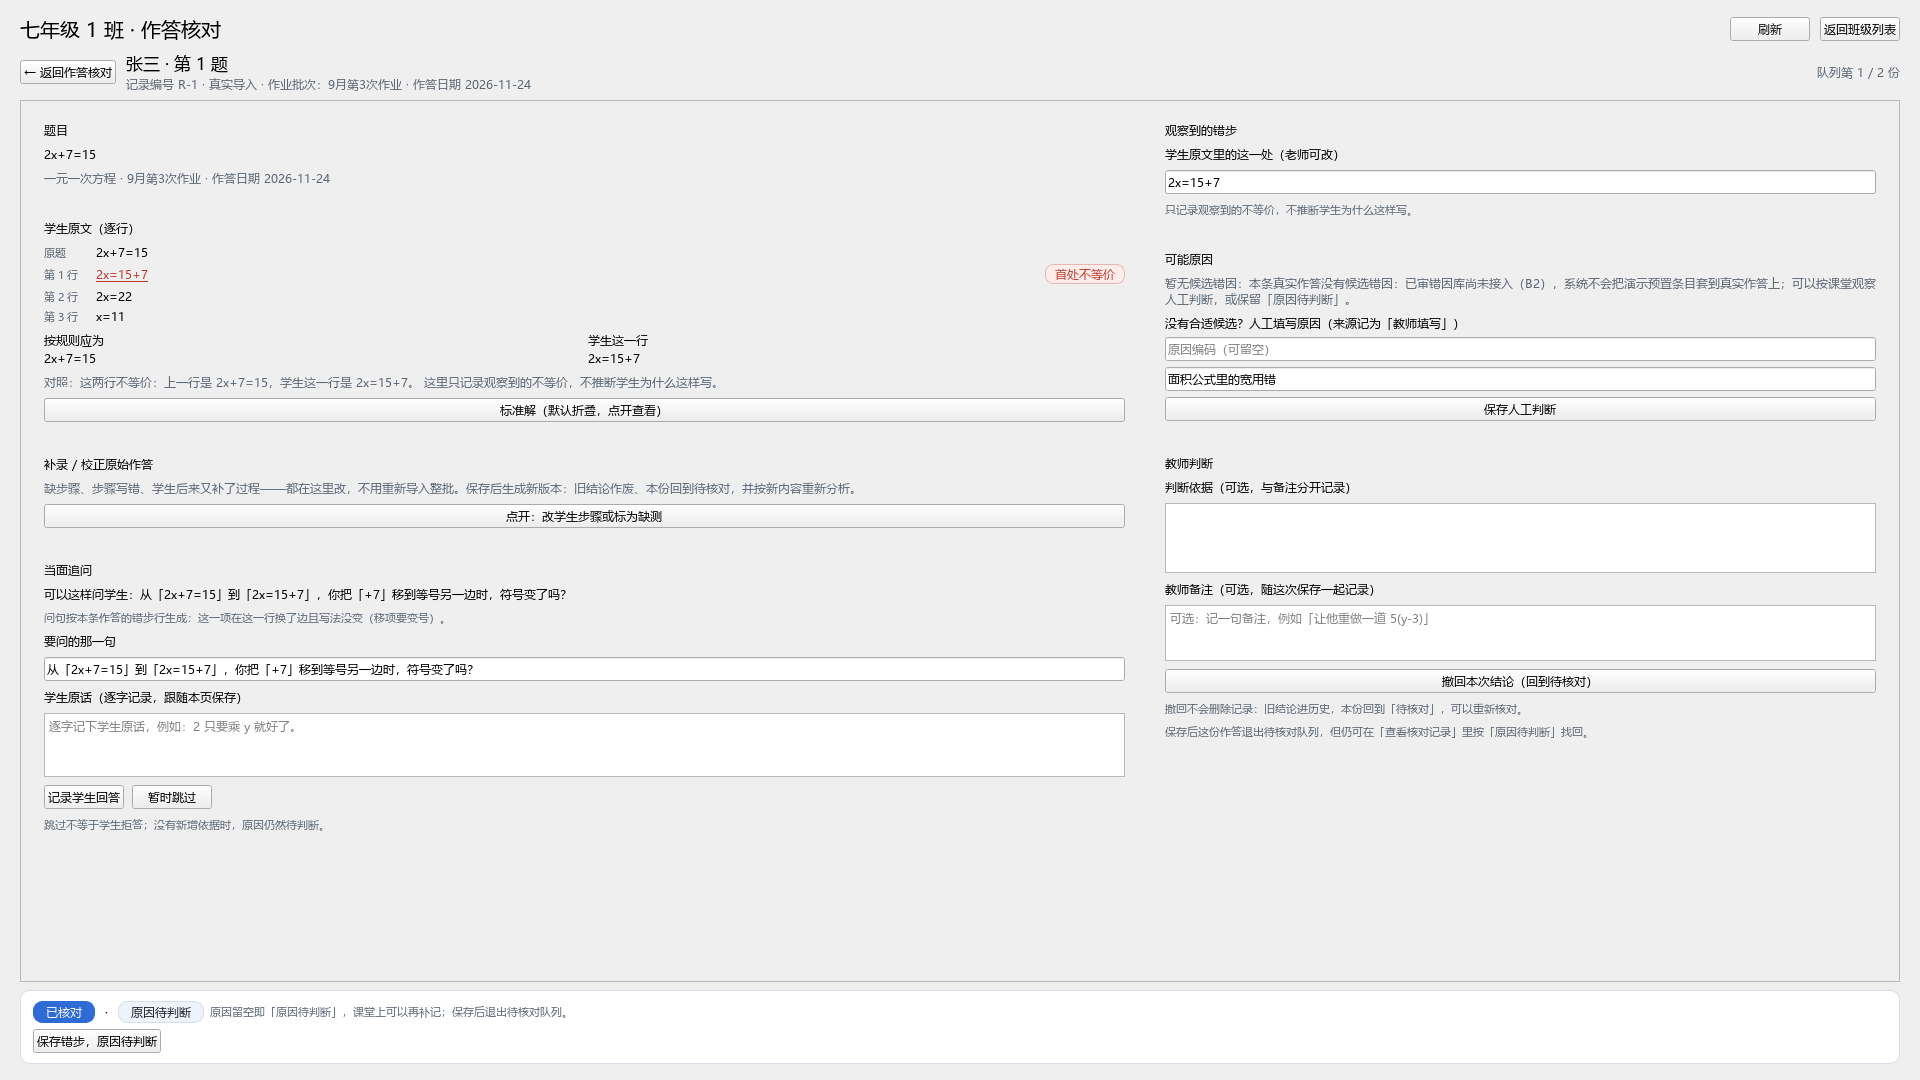 七年级 1 班 · 作答核对
刷新
返回班级列表
← 返回作答核对
张三 · 第 1 题
记录编号 R-1 · 真实导入 · 作业批次：9月第3次作业 · 作答日期 2026-11-24
队列第 1 / 2 份
题目
2x+7=15
一元一次方程 · 9月第3次作业 · 作答日期 2026-11-24
学生原文（逐行）
原题 2x+7=15
第 1 行 2x=15+7 首处不等价
第 2 行 2x=22
第 3 行 x=11
按规则应为
2x+7=15
学生这一行
2x=15+7
对照：这两行不等价：上一行是 2x+7=15，学生这一行是 2x=15+7。 这里只记录观察到的不等价，不推断学生为什么这样写。
标准解（默认折叠，点开查看）
补录 / 校正原始作答
缺步骤、步骤写错、学生后来又补了过程——都在这里改，不用重新导入整批。保存后生成新版本：旧结论作废、本份回到待核对，并按新内容重新分析。
点开：改学生步骤或标为缺测
当面追问
可以这样问学生：从「2x+7=15」到「2x=15+7」，你把「+7」移到等号另一边时，符号变了吗？
问句按本条作答的错步行生成：这一项在这一行换了边且写法没变（移项要变号）。
要问的那一句
从「2x+7=15」到「2x=15+7」，你把「+7」移到等号另一边时，符号变了吗？
学生原话（逐字记录，跟随本页保存）
逐字记下学生原话，例如：2 只要乘 y 就好了。
记录学生回答
暂时跳过
跳过不等于学生拒答；没有新增依据时，原因仍然待判断。
观察到的错步
学生原文里的这一处（老师可改）
2x=15+7
只记录观察到的不等价，不推断学生为什么这样写。
可能原因
暂无候选错因：本条真实作答没有候选错因：已审错因库尚未接入（B2），系统不会把演示预置条目套到真实作答上；可以按课堂观察
人工判断，或保留「原因待判断」。
没有合适候选？人工填写原因（来源记为「教师填写」）
原因编码（可留空）
面积公式里的宽用错
保存人工判断
教师判断
判断依据（可选，与备注分开记录）
教师备注（可选，随这次保存一起记录）
可选：记一句备注，例如「让他重做一道 5(y-3)」
撤回本次结论（回到待核对）
撤回不会删除记录：旧结论进历史，本份回到「待核对」，可以重新核对。
保存后这份作答退出待核对队列，但仍可在「查看核对记录」里按「原因待判断」找回。
已核对 · 原因待判断 原因留空即「原因待判断」，课堂上可以再补记；保存后退出待核对队列。
保存错步，原因待判断